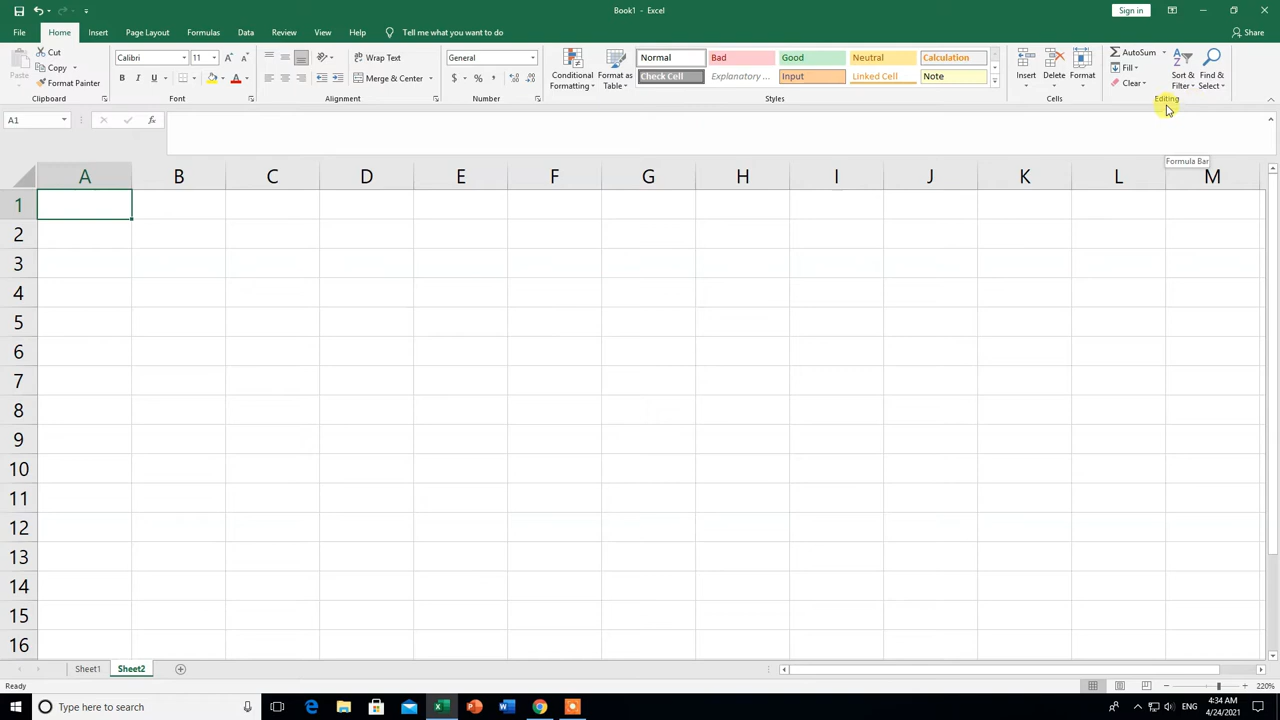 Book1 - Excel
Sign in
File Home Insert Page Layout Formulas Data Review View Help Tell me what you want to do Share
Paste
Cut
Copy
Format Painter
Clipboard
Calibri 11
B I U A
Font
Wrap Text
Merge & Center
Alignment
General
$ %
Number
Conditional Formatting
Format as Table
Normal Bad Good Neutral Calculation
Check Cell Explanatory ... Input Linked Cell Note
Styles
Insert Delete Format
Cells
AutoSum
Fill
Clear
Sort & Filter
Find & Select
Editing
A1 fx
Formula Bar
A B C D E F G H I J K L M
1
2
3
4
5
6
7
8
9
10
11
12
13
14
15
16
Sheet1 Sheet2
Ready 220%
Type here to search
ENG
4:34 AM
4/24/2021